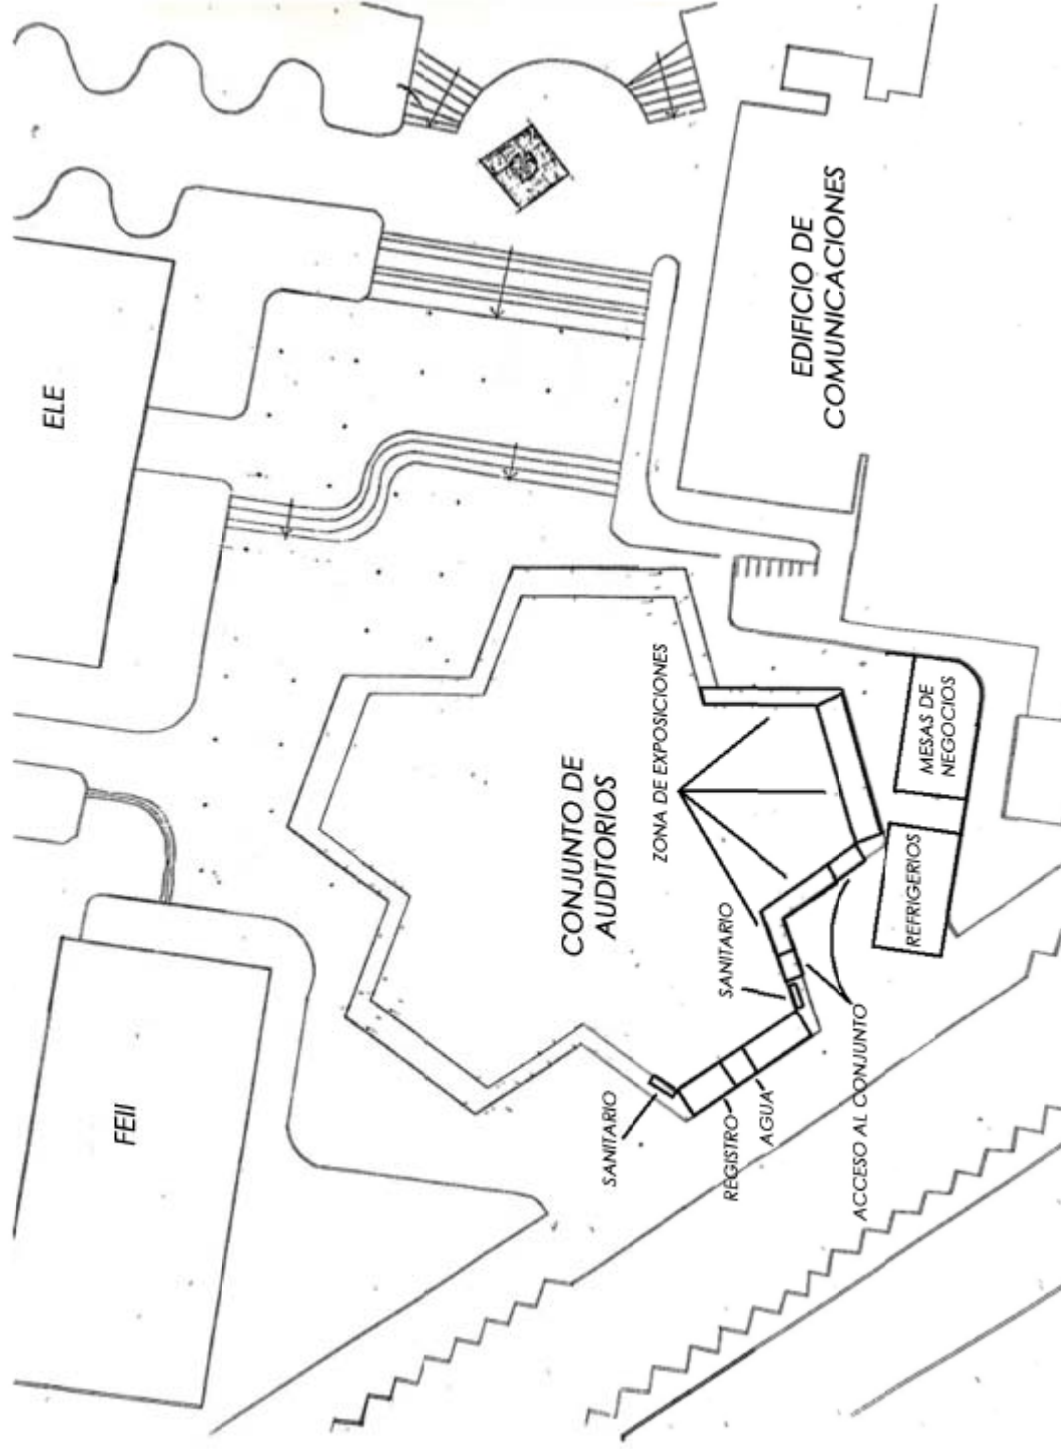 ELE
EDIFICIO DE
COMUNICACIONES
CONJUNTO DE
AUDITORIOS
ZONA DE EXPOSICIONES
MESAS DE
NEGOCIOS
REFRIGERIOS
SANITARIO
FEII
SANITARIO
REGISTRO
AGUA
ACCESO AL CONJUNTO